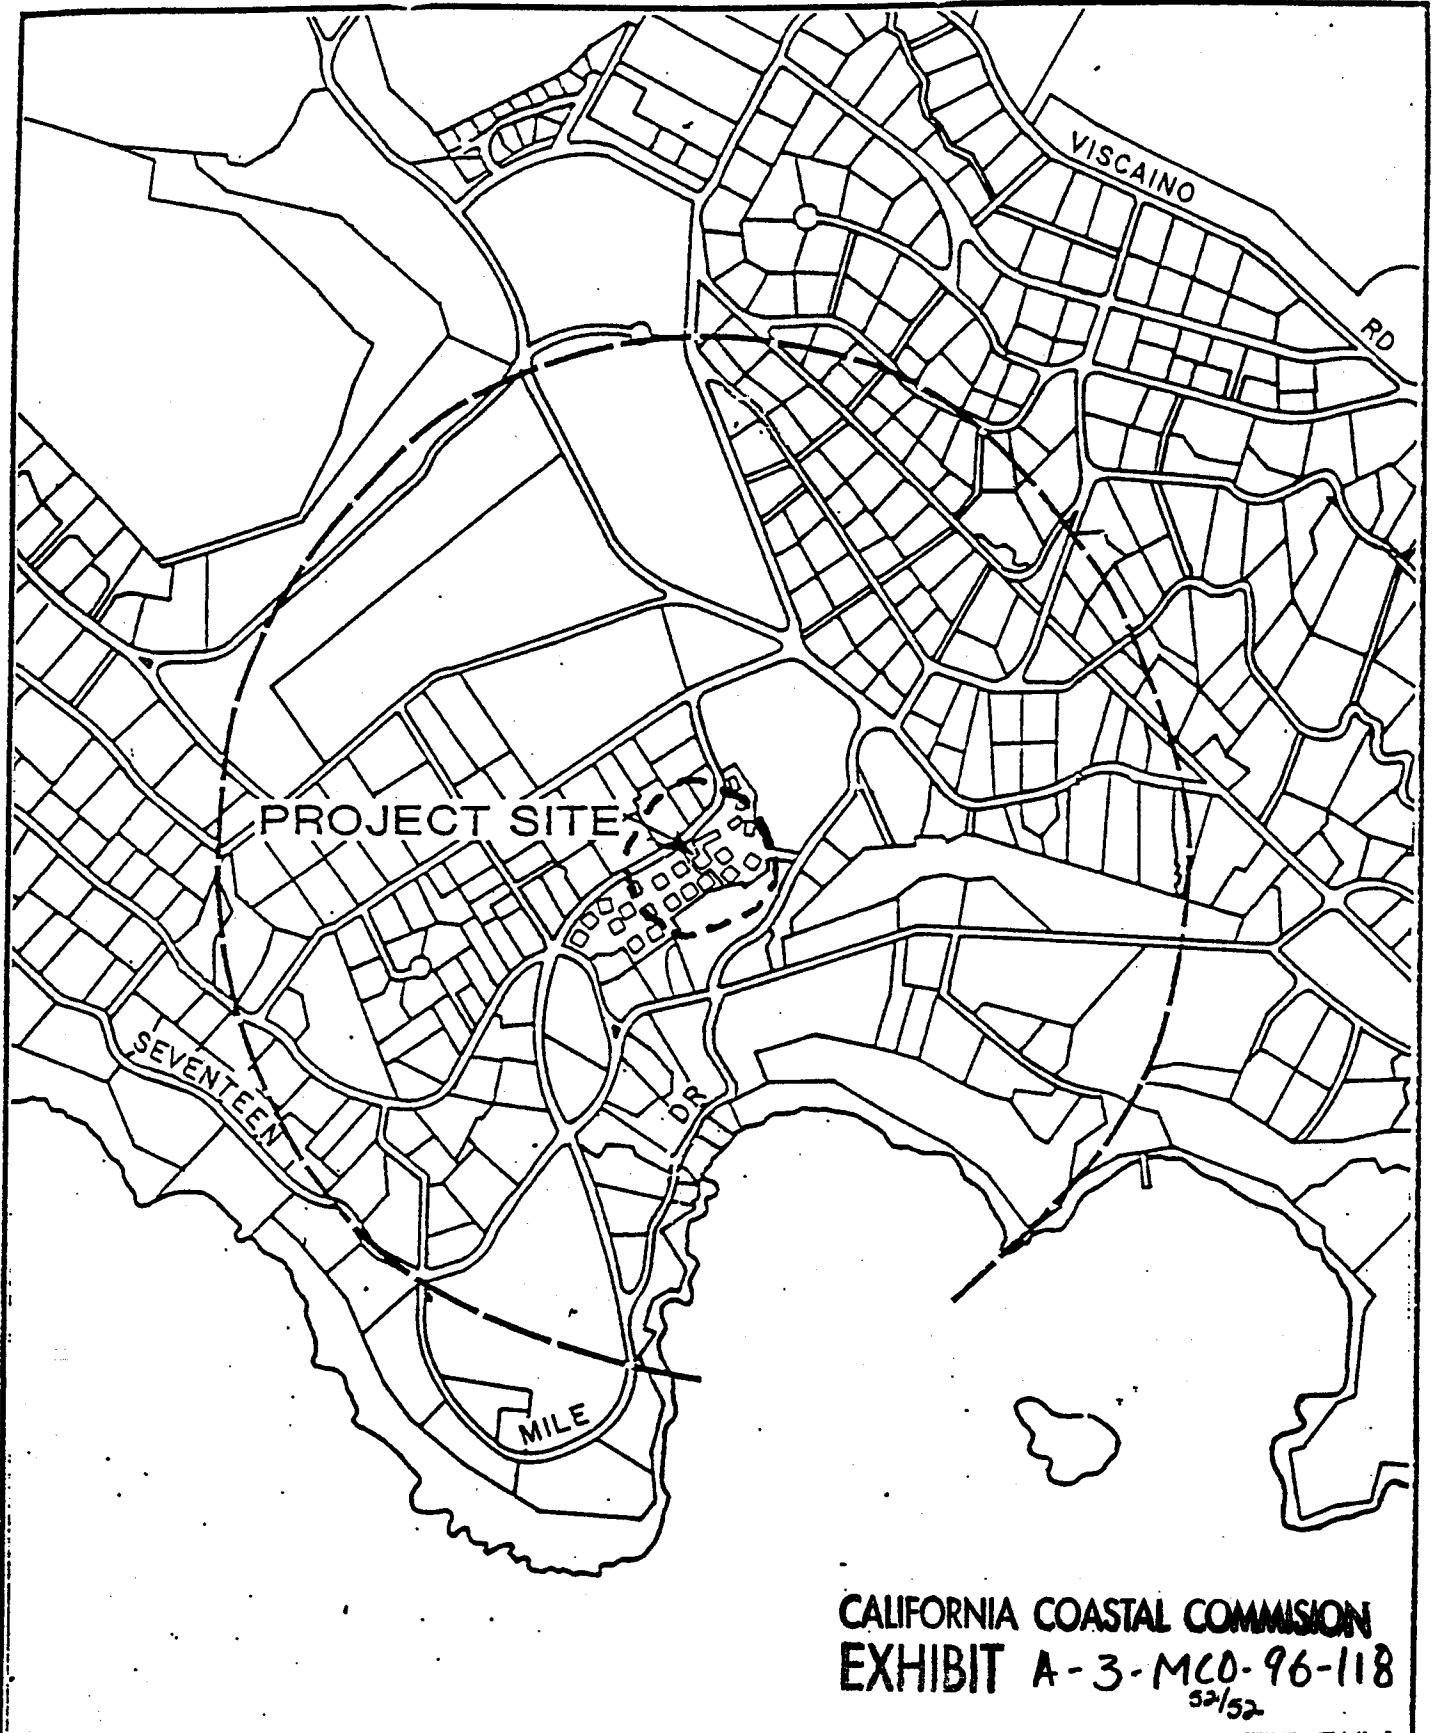 VISCAINO
RD
PROJECT SITE
SEVENTEEN
DR
MILE
CALIFORNIA COASTAL COMMISION
EXHIBIT A-3-MCO-96-118
52/52